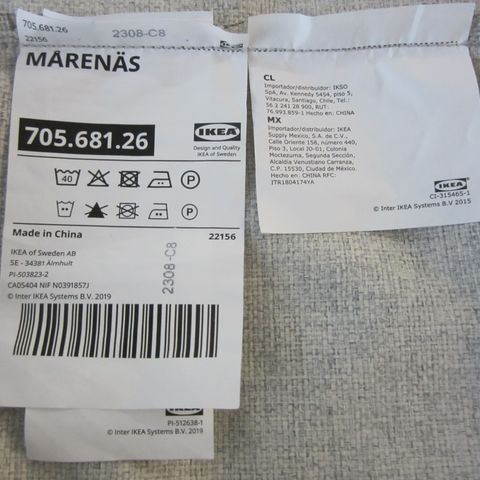 705.681.26
22156
2308-C8
MÅRENÄS
705.681.26
IKEA
Design and Quality
IKEA of Sweden
40
P
P
Made in China
22156
IKEA of Sweden AB
SE - 34381 Älmhult
PI-503823-2
CA05404 NIF N0391857J
© Inter IKEA Systems B.V. 2019
2308-C8
IKEA
PI-512638-1
© Inter IKEA Systems B.V. 2019
CL
Importador/distribuidor: IKSO
SpA, Av. Kennedy 5454, piso 5,
Vitacura, Santiago, Chile, Tel.:
56 2 241 28 900, RUT:
76.993.859-1 Hecho en: CHINA
MX
Importador/distribuidor: IKEA
Supply Mexico, S.A. de C.V.,
Calle Oriente 158, número 440,
Piso 3, Local JO-01, Colonia
Moctezuma, Segunda Sección,
Alcaldía Venustiano Carranza,
C.P. 15530, Ciudad de México.
Hecho en: CHINA RFC:
ITR1804174YA
IKEA
CI-315465-1
© Inter IKEA Systems B.V 2015